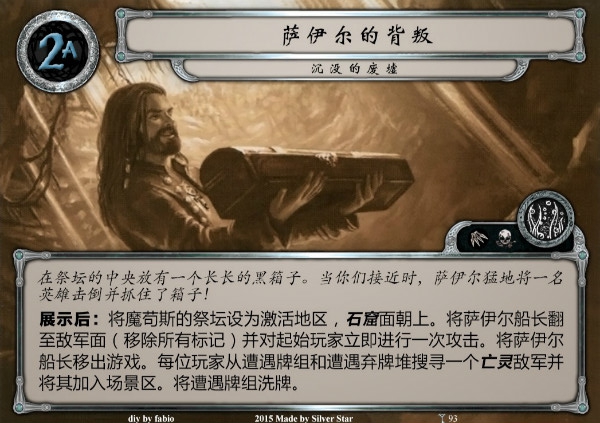 2A
萨伊尔的背叛
沉没的废墟
在祭坛的中央放有一个长长的黑箱子。当你们接近时，萨伊尔猛地将一名
英雄击倒并抓住了箱子！
展示后：将魔苟斯的祭坛设为激活地区，石窟面朝上。将萨伊尔船长翻
至敌军面（移除所有标记）并对起始玩家立即进行一次攻击。将萨伊尔
船长移出游戏。每位玩家从遭遇牌组和遭遇弃牌堆搜寻一个亡灵敌军并
将其加入场景区。将遭遇牌组洗牌。
diy by fabio 2015 Made by Silver Star 93